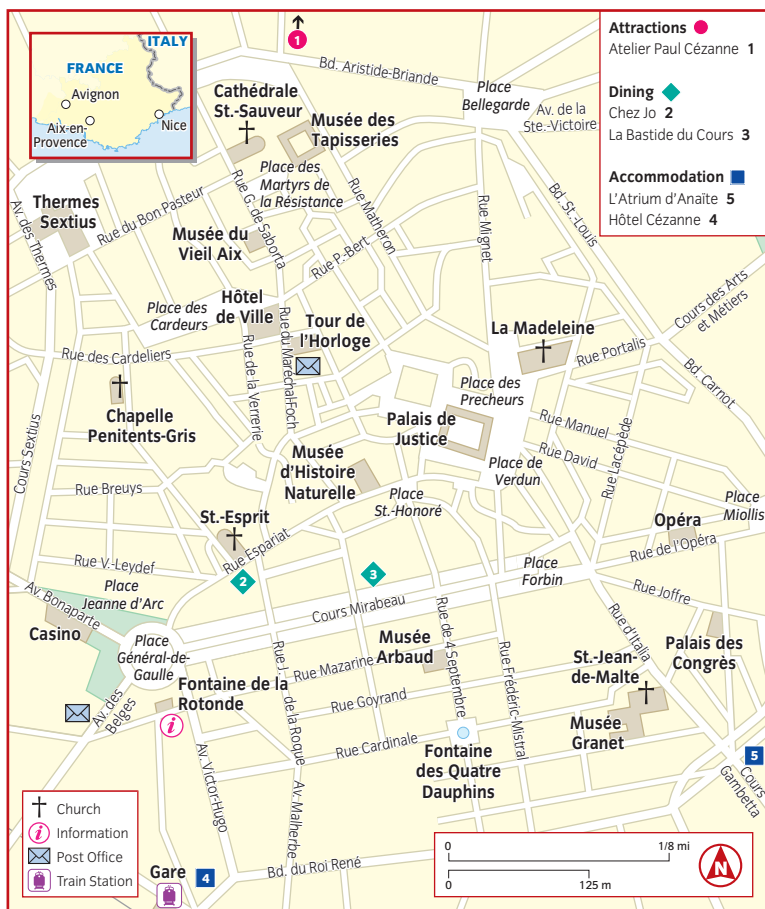 1
Bd. Aristide-Briande
Place
Bellegarde
Av. de la
Ste.-Victoire
ITALY
FRANCE
Avignon
Aix-en-
Provence
Nice
Attractions
Atelier Paul Cézanne 1
Dining
Chez Jo 2
La Bastide du Cours 3
Accommodation
L'Atrium d'Anaïte 5
Hôtel Cézanne 4
Cathédrale
St.-Sauveur
Musée des
Tapisseries
Place des
Martyrs de
la Résistance
Thermes
Sextius
Av. des Thermes
Rue du Bon Pasteur
Rue G. de Saborta
Rue Matheron
Musée du
Vieil Aix
Rue P.-Bert
Rue Mignet
Bd. St.-Louis
Place des
Cardeurs
Hôtel
de Ville
Tour de
l'Horloge
La Madeleine
Cours des Arts
et Métiers
Rue des Cardeliers
Rue de la Verrerie
Rue du Maréchal Foch
Rue Portalis
Bd. Carnot
Place des
Precheurs
Chapelle
Penitents-Gris
Palais de
Justice
Rue Manuel
Rue David
Rue Lacépède
Cours Sextius
Musée
d'Histoire
Naturelle
Place de
Verdun
Rue Breuys
Place
St.-Honoré
Place
Miollis
St.-Esprit
Opéra
Rue Espariat
Rue de l'Opéra
Rue V.-Leydef
2
3
Place
Forbin
Place
Jeanne d'Arc
Av. Bonaparte
Cours Mirabeau
Rue Joffre
Casino
Place
Général-de-
Gaulle
Rue d'Italia
Palais des
Congrès
Musée
Arbaud
Rue de 4 Septembre
Rue Frédéric-Mistral
Rue Mazarine
St.-Jean-
de-Malte
Fontaine de la
Rotonde
Rue J.-
de la Roque
Rue Goyrand
Av. des
Belges
i
Rue Cardinale
Musée
Granet
Fontaine
des Quatre
Dauphins
5
Cours
Gambetta
Av. Victor-Hugo
Av.-Malherbe
Church
i Information
Post Office
Train Station
Gare
4
Bd. du Roi René
0
1/8 mi
0
125 m
N